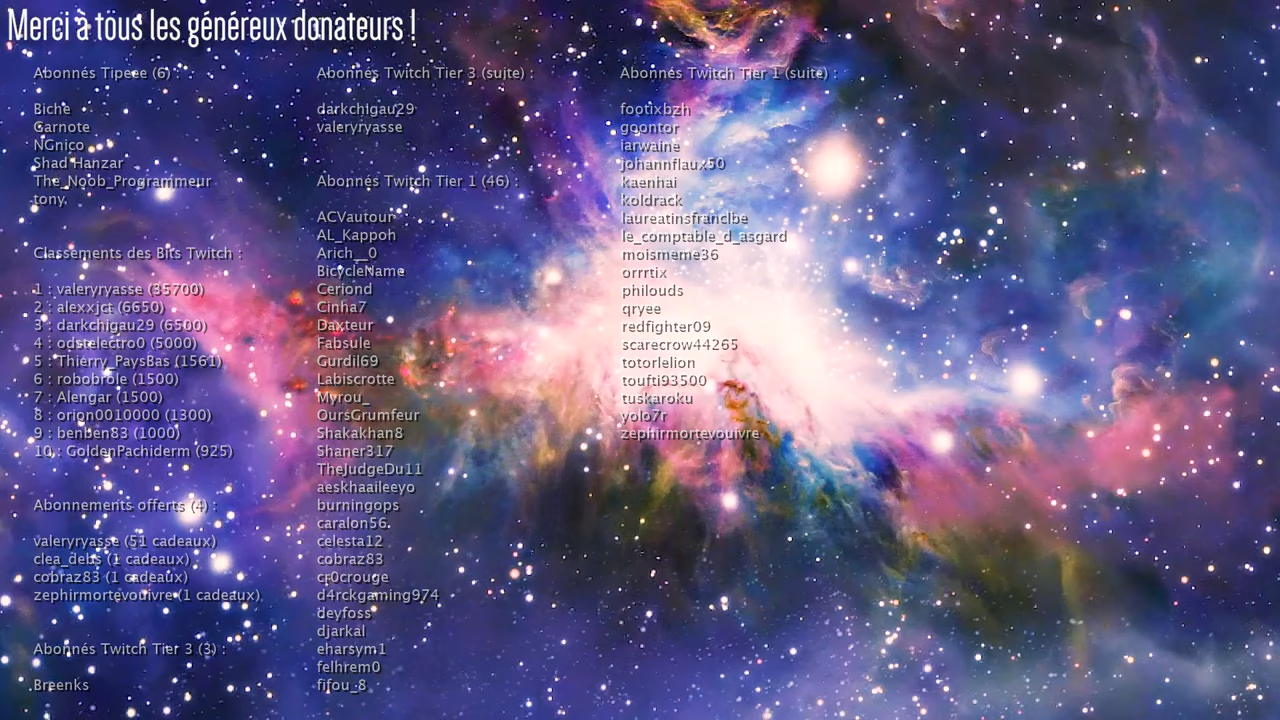 Merci à tous les généreux donateurs !
Abonnés Tipeee (6) :
Biche
Garnote
NGnico
Shad Hanzar
The_Noob_Programmeur
tony.
Classements des Bits Twitch :
1 : valeryryasse (35700)
2 : alexxjct (6650)
3 : darkchigau29 (6500)
4 : odstelectro0 (5000)
5 : Thierry_PaysBas (1561)
6 : robobrole (1500)
7 : Alengar (1500)
8 : orion0010000 (1300)
9 : benben83 (1000)
10 : GoldenPachiderm (925)
Abonnements offerts (4) :
valeryryasse (51 cadeaux)
clea_debs (1 cadeaux)
cobraz83 (1 cadeaux)
zephirmortevouivre (1 cadeaux)
Abonnés Twitch Tier 3 (3) :
Breenks
Abonnés Twitch Tier 3 (suite) :
darkchigau29
valeryryasse
Abonnés Twitch Tier 1 (46) :
ACVautour
AL_Kappoh
Arich__0
BicycleName
Ceriond
Cinha7
Daxteur
Fabsule
Gurdil69
Labiscrotte
Myrou_
OursGrumfeur
Shakakhan8
Shaner317
TheJudgeDu11
aeskhaaileeyo
burningops
caralon56
celesta12
cobraz83
cr0crouge
d4rckgaming974
deyfoss
djarkal
eharsym1
felhrem0
fifou_8
Abonnés Twitch Tier 1 (suite) :
footixbzh
goontor
iarwaine
johannflaux50
kaenhai
koldrack
laureatinsfranclbe
le_comptable_d_asgard
moismeme36
orrrtix
philouds
qryee
redfighter09
scarecrow44265
totorlelion
toufti93500
tuskaroku
yolo7r
zephirmortevouivre